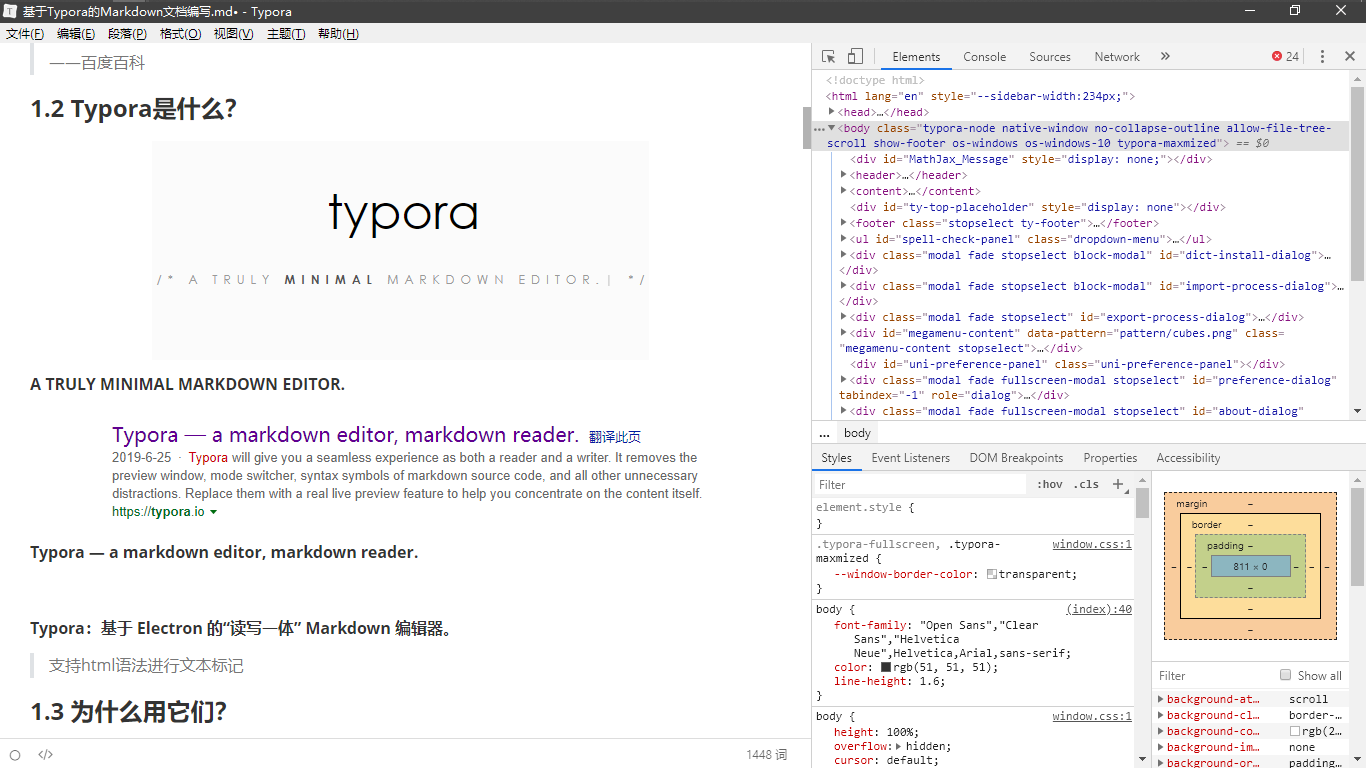 基于Typora的Markdown文档编写.md• - Typora
文件(F) 编辑(E) 段落(P) 格式(O) 视图(V) 主题(T) 帮助(H)
——百度百科
1.2 Typora是什么？
typora
/* A TRULY MINIMAL MARKDOWN EDITOR.| */
A TRULY MINIMAL MARKDOWN EDITOR.
Typora — a markdown editor, markdown reader. 翻译此页
2019-6-25 · Typora will give you a seamless experience as both a reader and a writer. It removes the
preview window, mode switcher, syntax symbols of markdown source code, and all other unnecessary
distractions. Replace them with a real live preview feature to help you concentrate on the content itself.
https://typora.io
Typora — a markdown editor, markdown reader.
Typora：基于 Electron 的“读写一体” Markdown 编辑器。
支持html语法进行文本标记
1.3 为什么用它们？
</> 1448 词
Elements Console Sources Network » 24
<!doctype html>
<html lang="en" style="--sidebar-width:234px;">
<head>…</head>
…<body class="typora-node native-window no-collapse-outline allow-file-tree-
scroll show-footer os-windows os-windows-10 typora-maxmized"> == $0
<div id="MathJax_Message" style="display: none;"></div>
<header>…</header>
<content>…</content>
<div id="ty-top-placeholder" style="display: none"></div>
<footer class="stopselect ty-footer">…</footer>
<ul id="spell-check-panel" class="dropdown-menu">…</ul>
<div class="modal fade stopselect block-modal" id="dict-install-dialog">…
</div>
<div class="modal fade stopselect block-modal" id="import-process-dialog">…
</div>
<div class="modal fade stopselect" id="export-process-dialog">…</div>
<div id="megamenu-content" data-pattern="pattern/cubes.png" class=
"megamenu-content stopselect">…</div>
<div id="uni-preference-panel" class="uni-preference-panel"></div>
<div class="modal fade fullscreen-modal stopselect" id="preference-dialog"
tabindex="-1" role="dialog">…</div>
<div class="modal fade fullscreen-modal stopselect" id="about-dialog"
... body
Styles Event Listeners DOM Breakpoints Properties Accessibility
Filter :hov .cls +
element.style {
}
.typora-fullscreen, .typora- window.css:1
maxmized {
--window-border-color: transparent;
}
body { (index):40
font-family: "Open Sans","Clear
Sans","Helvetica
Neue",Helvetica,Arial,sans-serif;
color: rgb(51, 51, 51);
line-height: 1.6;
}
body { window.css:1
height: 100%;
overflow: hidden;
cursor: default;
margin –
border –
padding –
– – – 811 × 0 – – –
–
–
–
Filter Show all
background-at… scroll
background-cl… border-…
background-co… rgb(2…
background-im… none
background-or… padding…